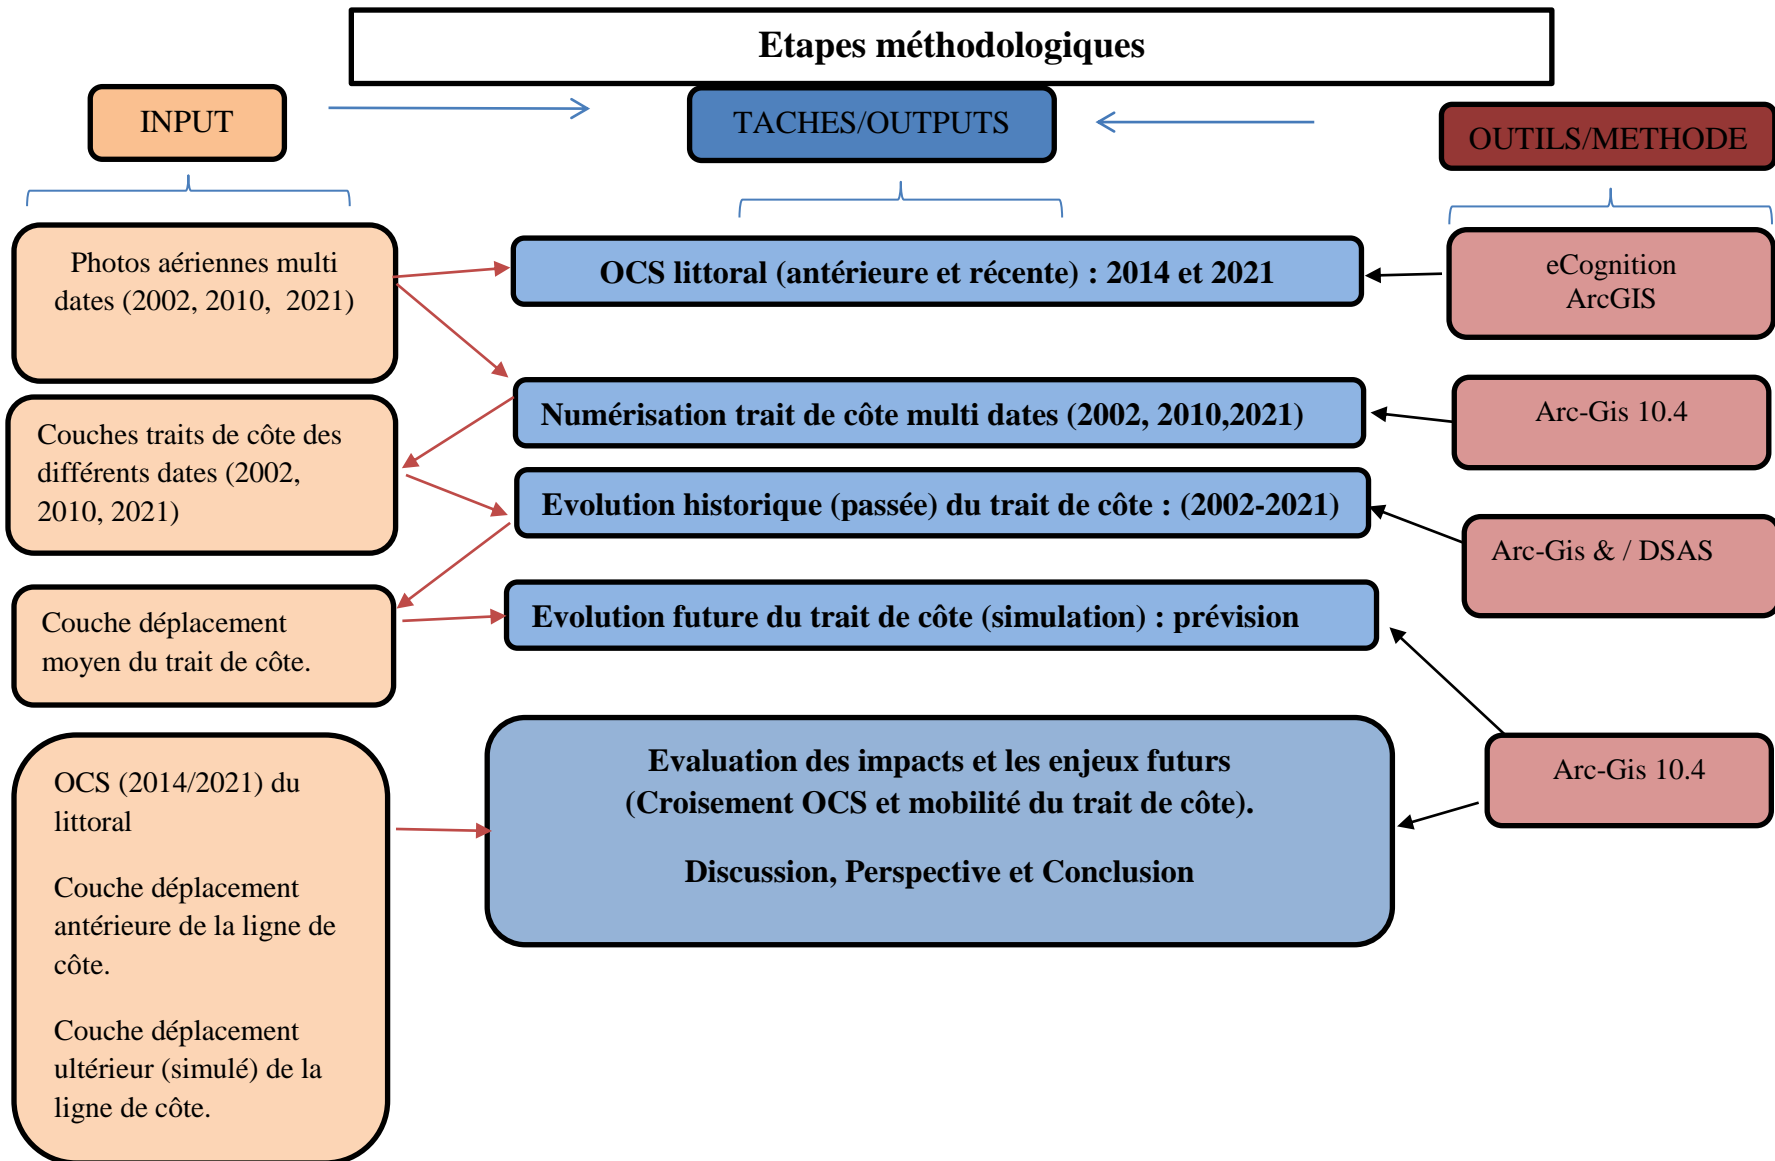 Etapes méthodologiques
INPUT
TACHES/OUTPUTS
OUTILS/METHODE
Photos aériennes multi
dates (2002, 2010, 2021)
OCS littoral (antérieure et récente) : 2014 et 2021
eCognition
ArcGIS
Couches traits de côte des
différents dates (2002,
2010, 2021)
Numérisation trait de côte multi dates (2002, 2010,2021)
Arc-Gis 10.4
Evolution historique (passée) du trait de côte : (2002-2021)
Arc-Gis & / DSAS
Couche déplacement
moyen du trait de côte.
Evolution future du trait de côte (simulation) : prévision
OCS (2014/2021) du
littoral
Couche déplacement
antérieure de la ligne de
côte.
Couche déplacement
ultérieur (simulé) de la
ligne de côte.
Evaluation des impacts et les enjeux futurs
(Croisement OCS et mobilité du trait de côte).
Discussion, Perspective et Conclusion
Arc-Gis 10.4